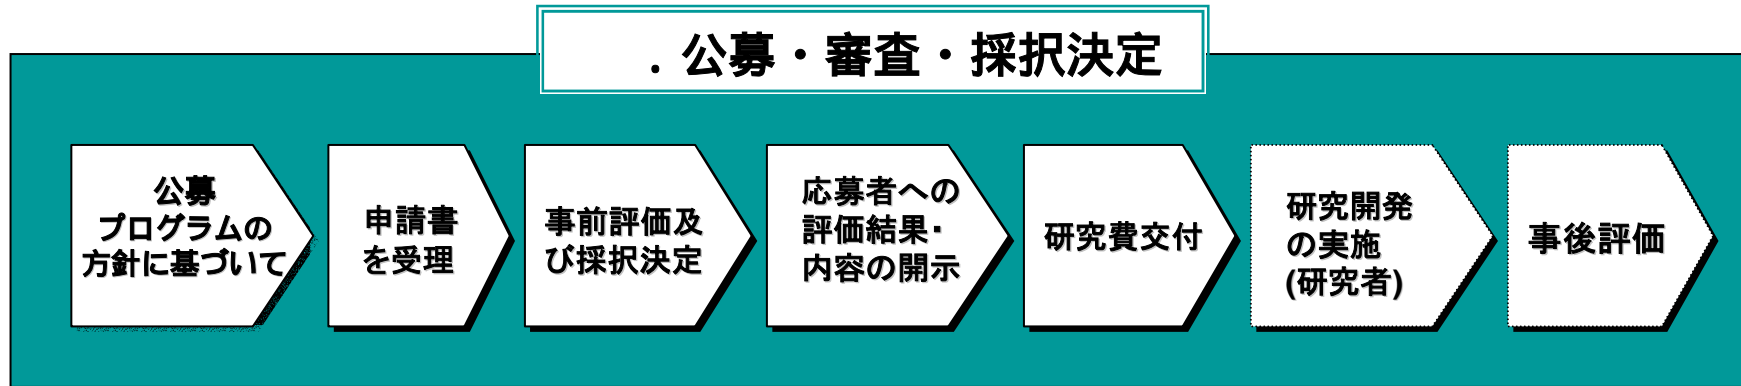 ．公募・審査・採択決定
公募
プログラムの
方針に基づいて
申請書
を受理
事前評価及
び採択決定
応募者への
評価結果・
内容の開示
研究費交付
研究開発
の実施
(研究者)
事後評価